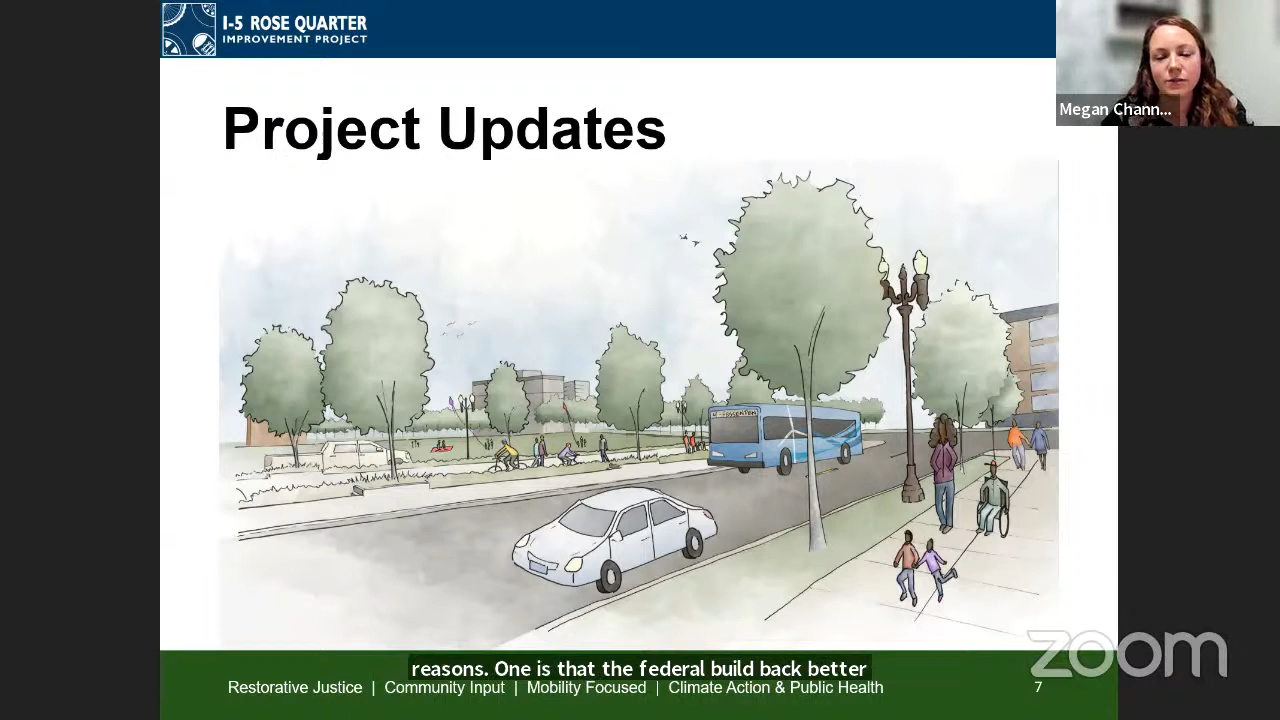 I-5 ROSE QUARTER
IMPROVEMENT PROJECT
Megan Chann...
Project Updates
reasons. One is that the federal build back better
Restorative Justice | Community Input | Mobility Focused | Climate Action & Public Health
7
zoom